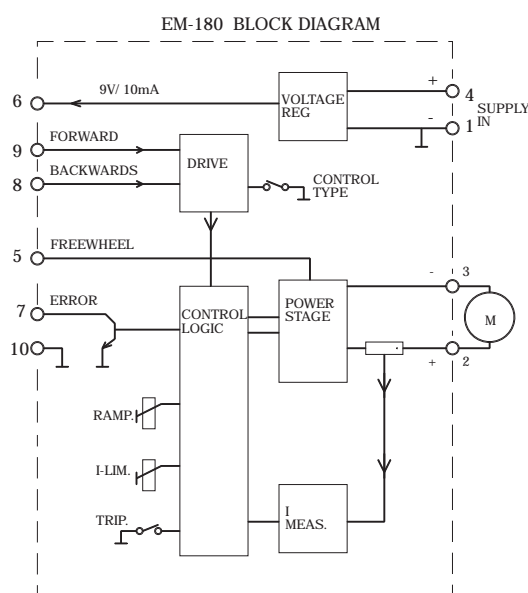 EM-180 BLOCK DIAGRAM
6
9V/ 10mA
VOLTAGE
REG
+
4
-
1
SUPPLY
IN
9
FORWARD
8
BACKWARDS
DRIVE
CONTROL
TYPE
5
FREEWHEEL
7
ERROR
10
CONTROL
LOGIC
POWER
STAGE
-
3
M
+
2
RAMP.
I-LIM.
TRIP.
I
MEAS.